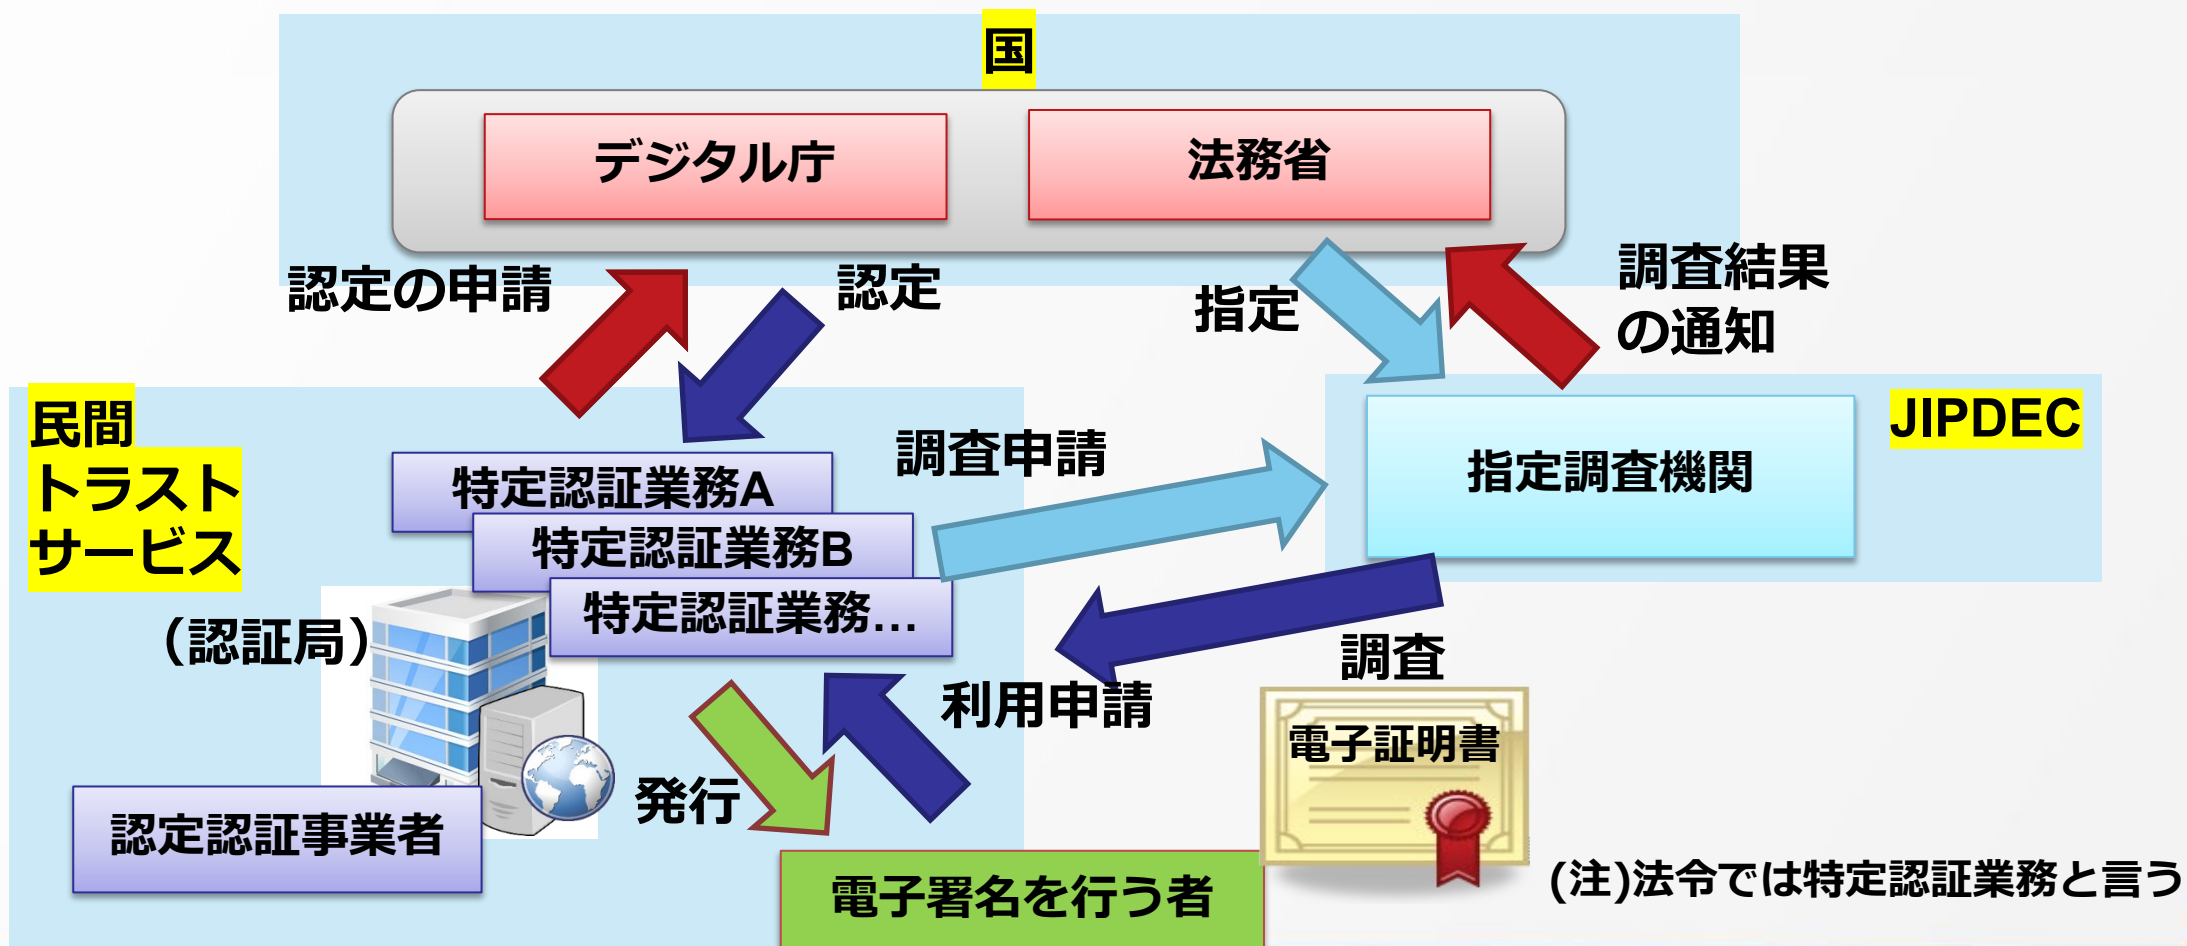 国
デジタル庁
法務省
認定の申請
認定
指定
調査結果
の通知
民間
トラスト
サービス
JIPDEC
特定認証業務A
特定認証業務B
特定認証業務…
調査申請
指定調査機関
(認証局)
調査
利用申請
電子証明書
発行
認定認証事業者
電子署名を行う者
(注)法令では特定認証業務と言う